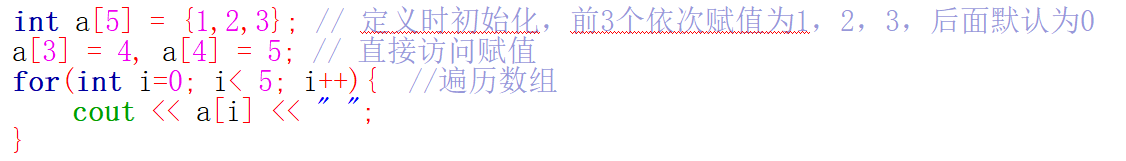 int a[5] = {1,2,3}; // 定义时初始化，前3个依次赋值为1，2，3，后面默认为0
a[3] = 4, a[4] = 5; // 直接访问赋值
for(int i=0; i< 5; i++){  //遍历数组
    cout << a[i] << " ";
}